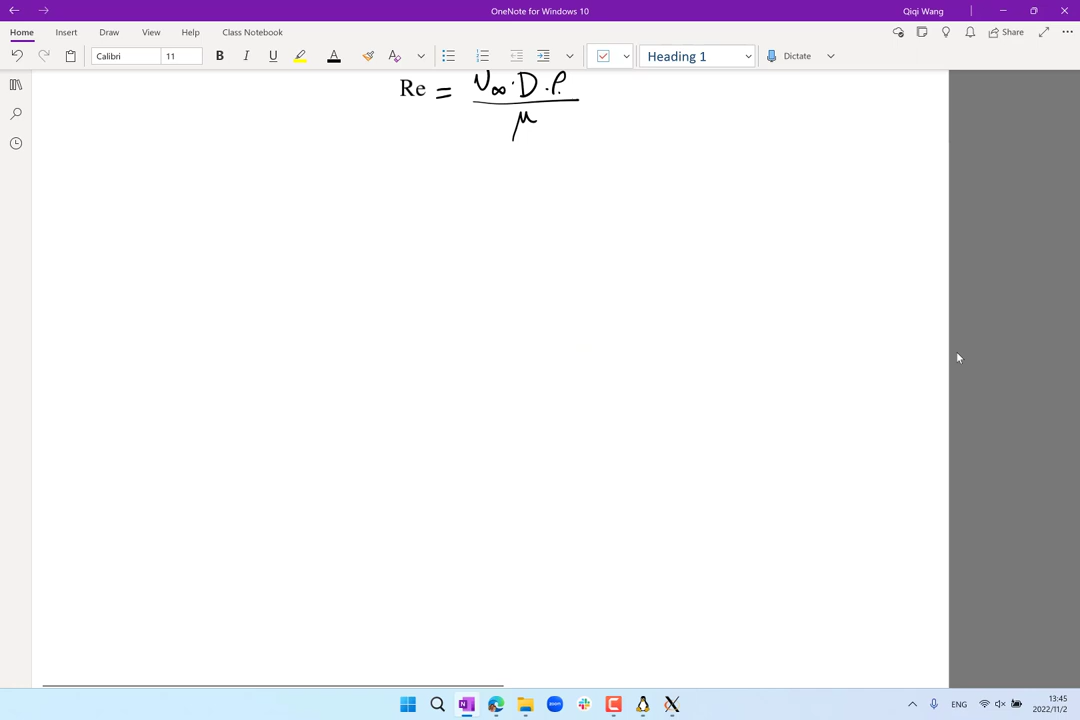 OneNote for Windows 10
Qiqi Wang
Home Insert Draw View Help Class Notebook
Share
Calibri 11 B I U A A Heading 1 Dictate
Re = V∞ · D · ρ
μ
ENG
13:45
2022/11/2